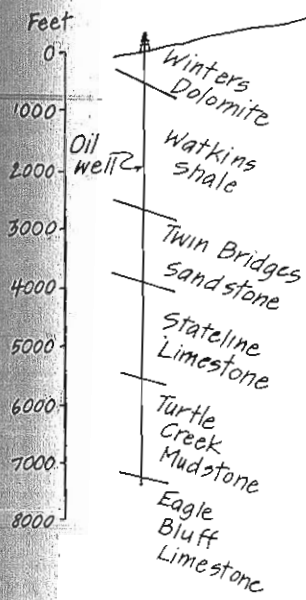 Feet
0
1000
2000
3000
4000
5000
6000
7000
8000
Oil
well
Winters
Dolomite
Watkins
shale
Twin Bridges
Sandstone
Stateline
Limestone
Turtle
Creek
Mudstone
Eagle
Bluff
Limestone